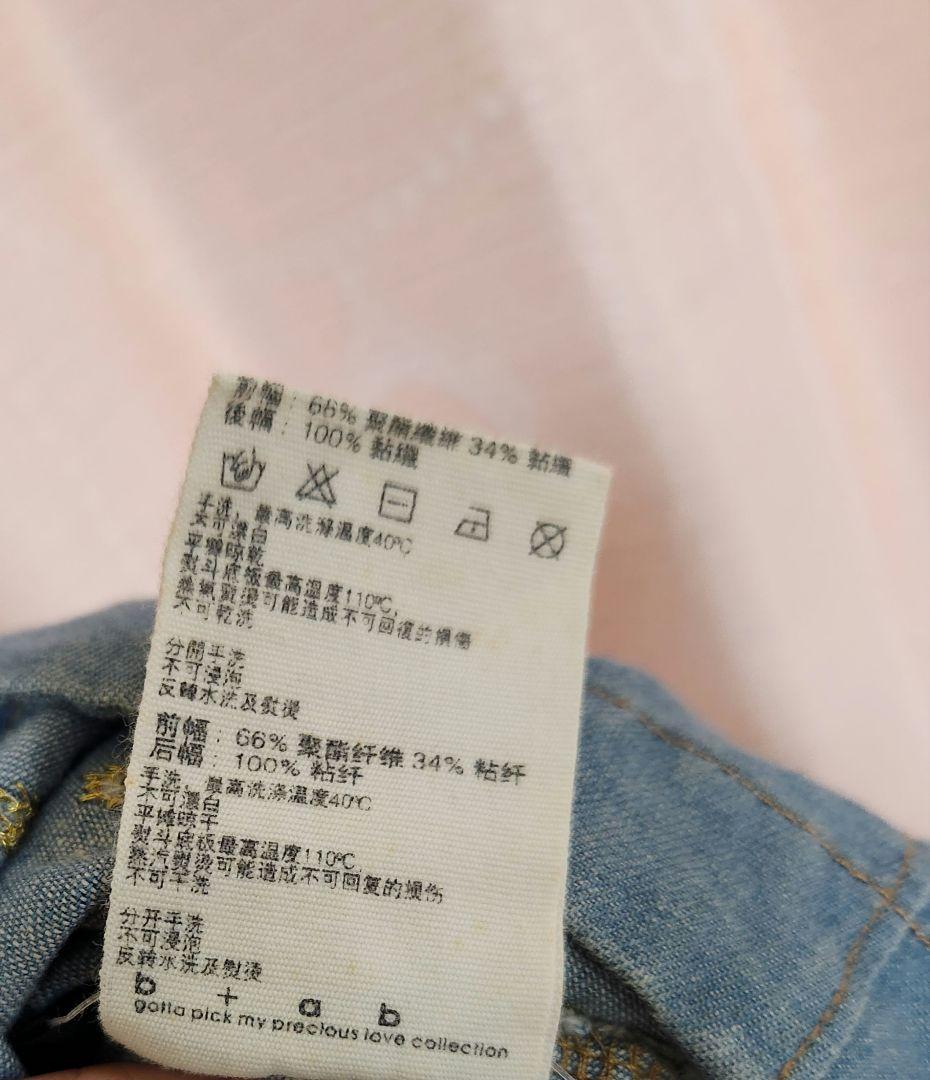 前幅 : 66% 聚酯纖維 34% 黏纖
後幅 : 100% 黏纖
手洗，最高洗滌溫度40℃
不可漂白
平攤晾乾
熨斗底板最高溫度110℃,
蒸氣熨燙可能造成不可回復的損傷
不可乾洗
分開手洗
不可浸泡
反轉水洗及熨燙
前幅 : 66% 聚酯纤维 34% 粘纤
后幅 : 100% 粘纤
手洗，最高洗涤温度40℃
不可漂白
平摊晾干
熨斗底板最高温度110℃,
蒸汽熨烫可能造成不可回复的损伤
不可干洗
分开手洗
不可浸泡
反转水洗及熨烫
b + a b
gotta pick my precious love collection